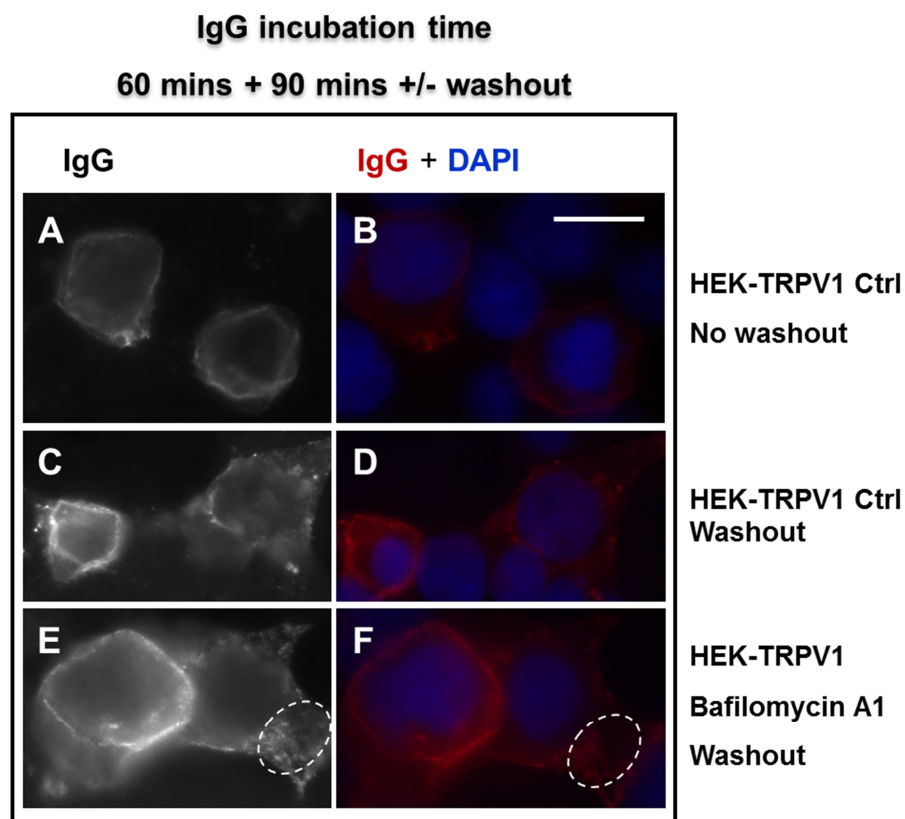 IgG incubation time
60 mins + 90 mins +/- washout
IgG
IgG + DAPI
A
B
HEK-TRPV1 Ctrl
No washout
C
D
HEK-TRPV1 Ctrl
Washout
E
F
HEK-TRPV1
Bafilomycin A1
Washout